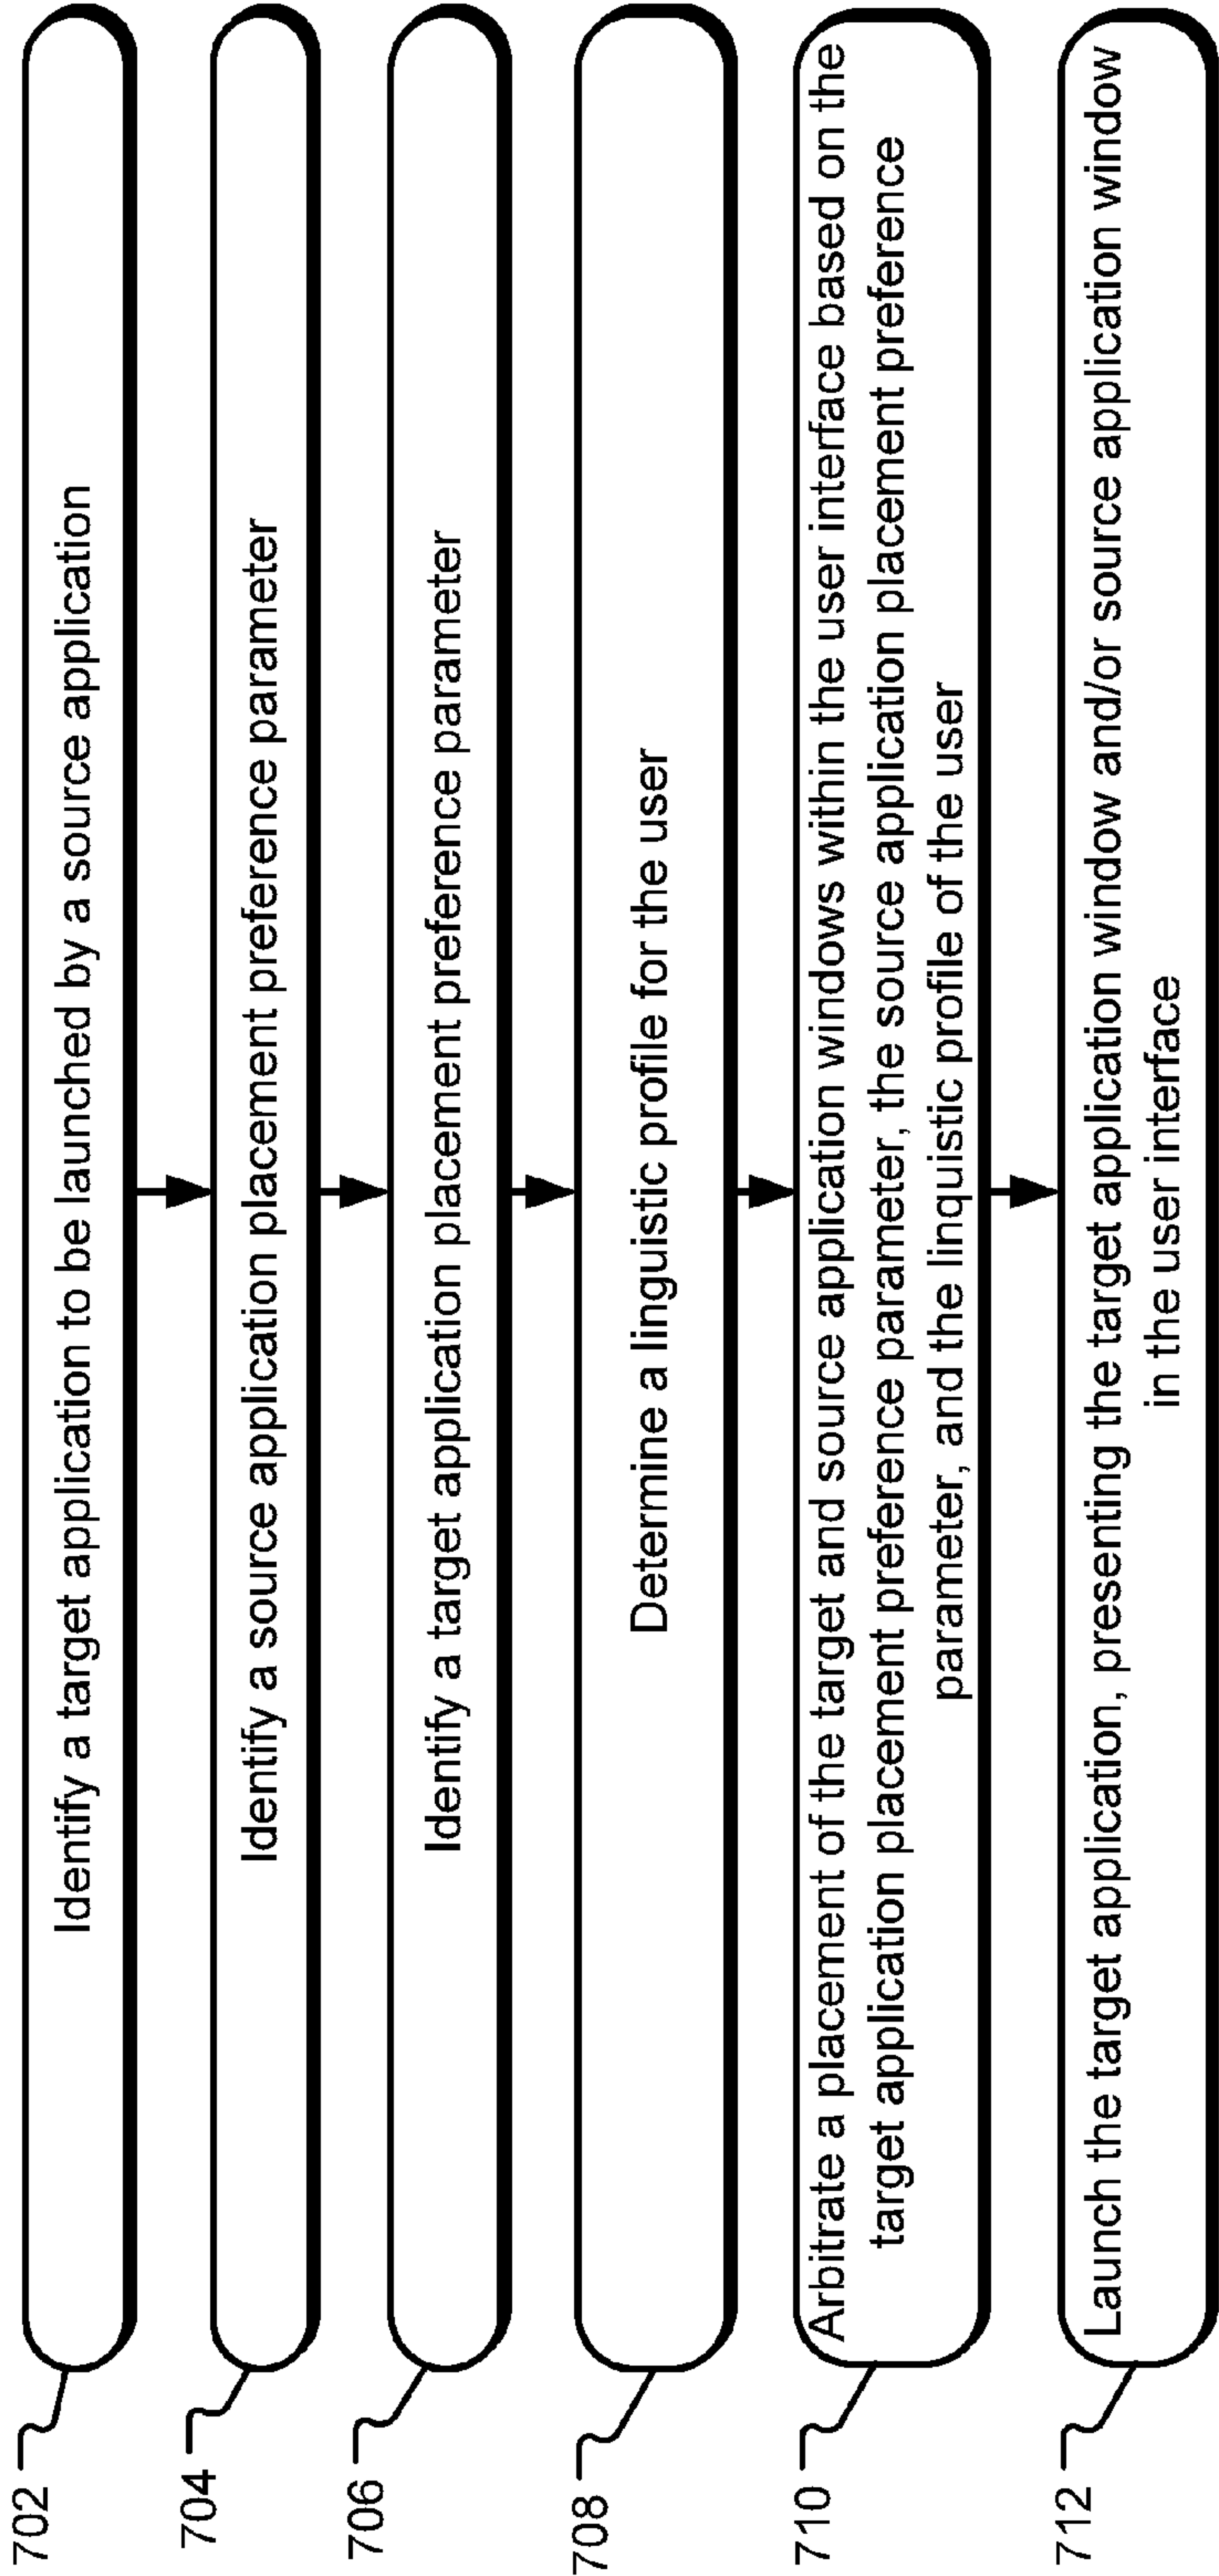 702
Identify a target application to be launched by a source application
704
Identify a source application placement preference parameter
706
Identify a target application placement preference parameter
708
Determine a linguistic profile for the user
710
Arbitrate a placement of the target and source application windows within the user interface based on the
target application placement preference parameter, the source application placement preference
parameter, and the linquistic profile of the user
712
Launch the target application, presenting the target application window and/or source application window
in the user interface